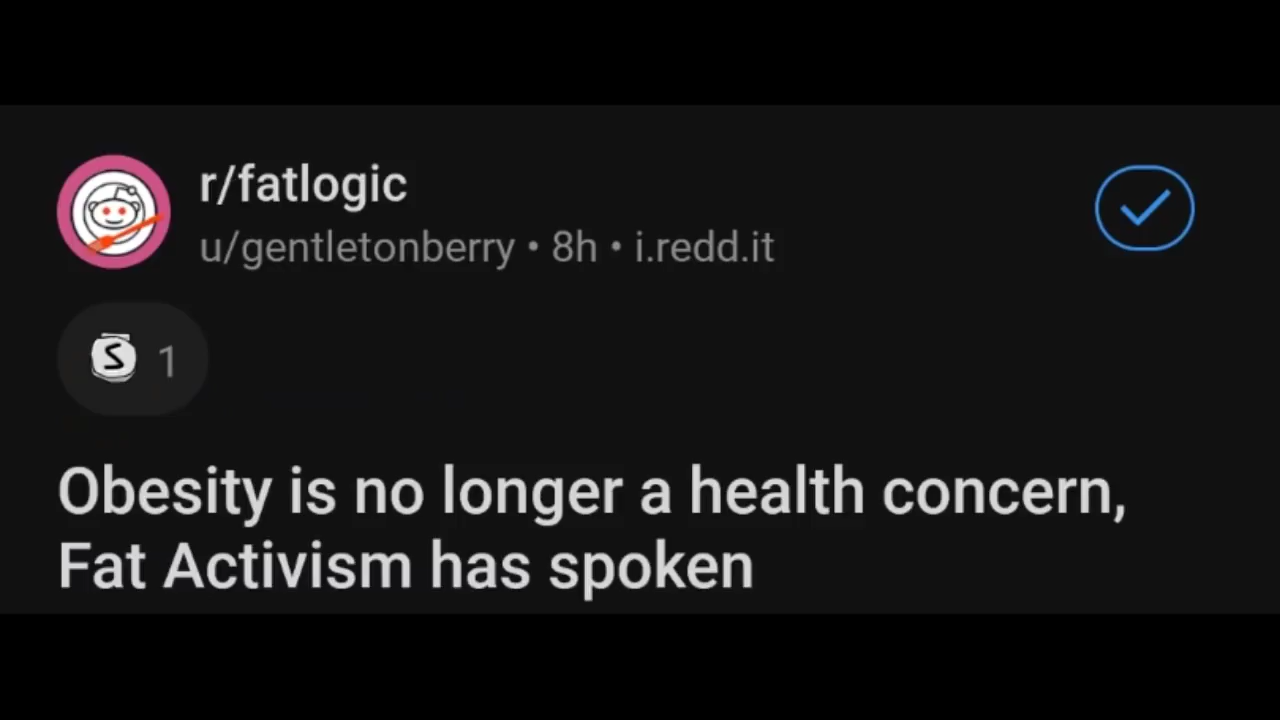 r/fatlogic
u/gentletonberry • 8h • i.redd.it
S 1
Obesity is no longer a health concern,
Fat Activism has spoken